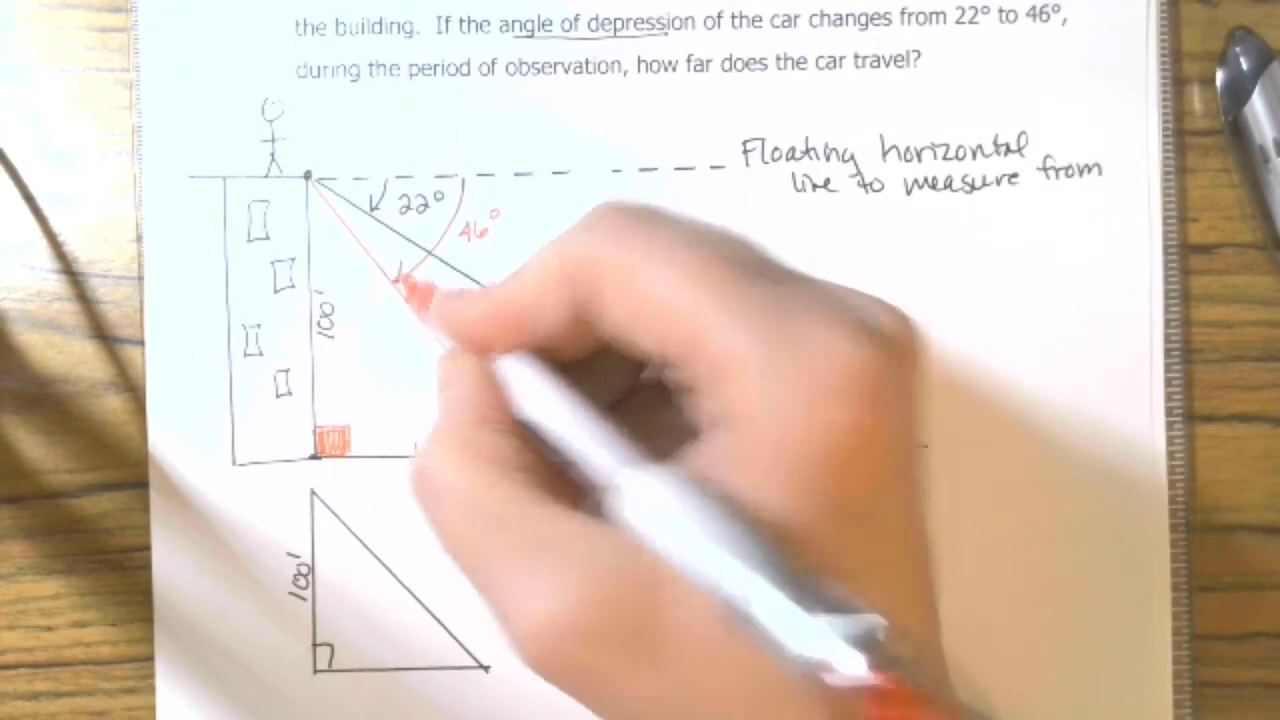 the building. If the angle of depression of the car changes from 22° to 46°,
during the period of observation, how far does the car travel?
Floating horizontal
line to measure from
22°
46°
100'
100'